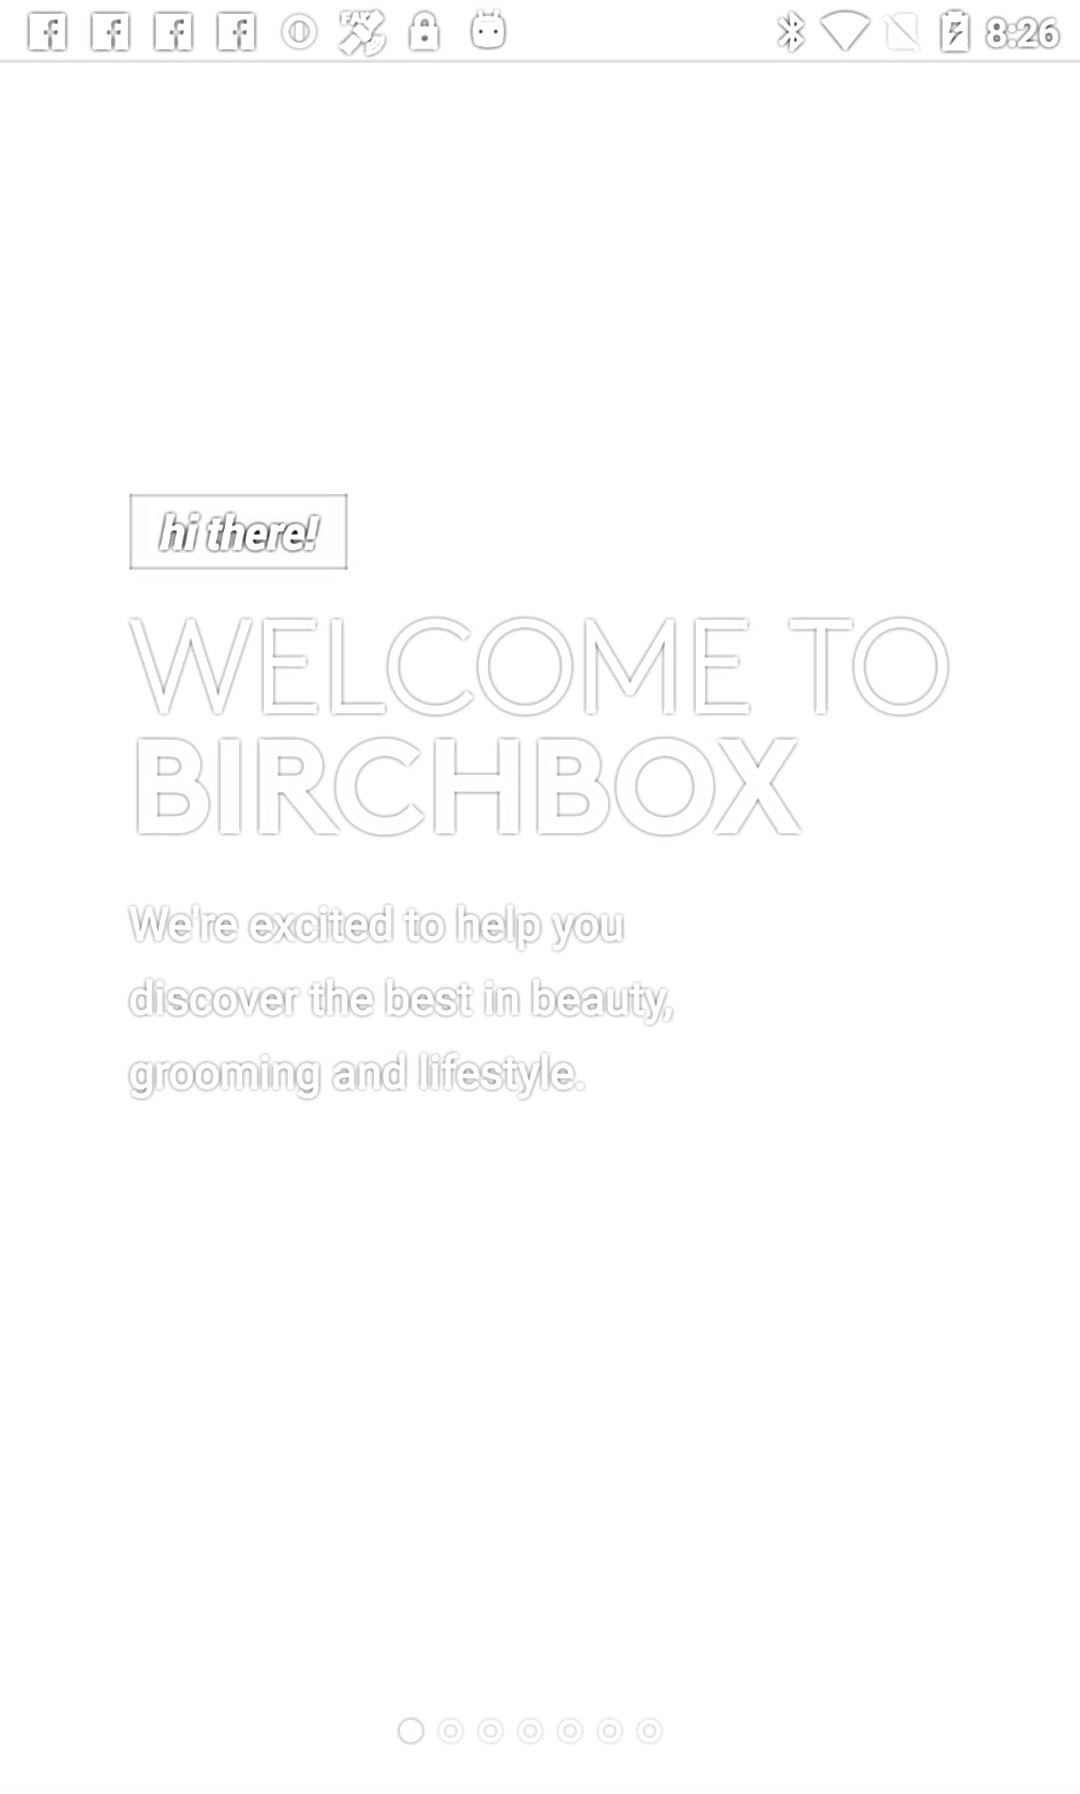 8:26
hi there!
WELCOME TO
BIRCHBOX
We're excited to help you
discover the best in beauty,
grooming and lifestyle.